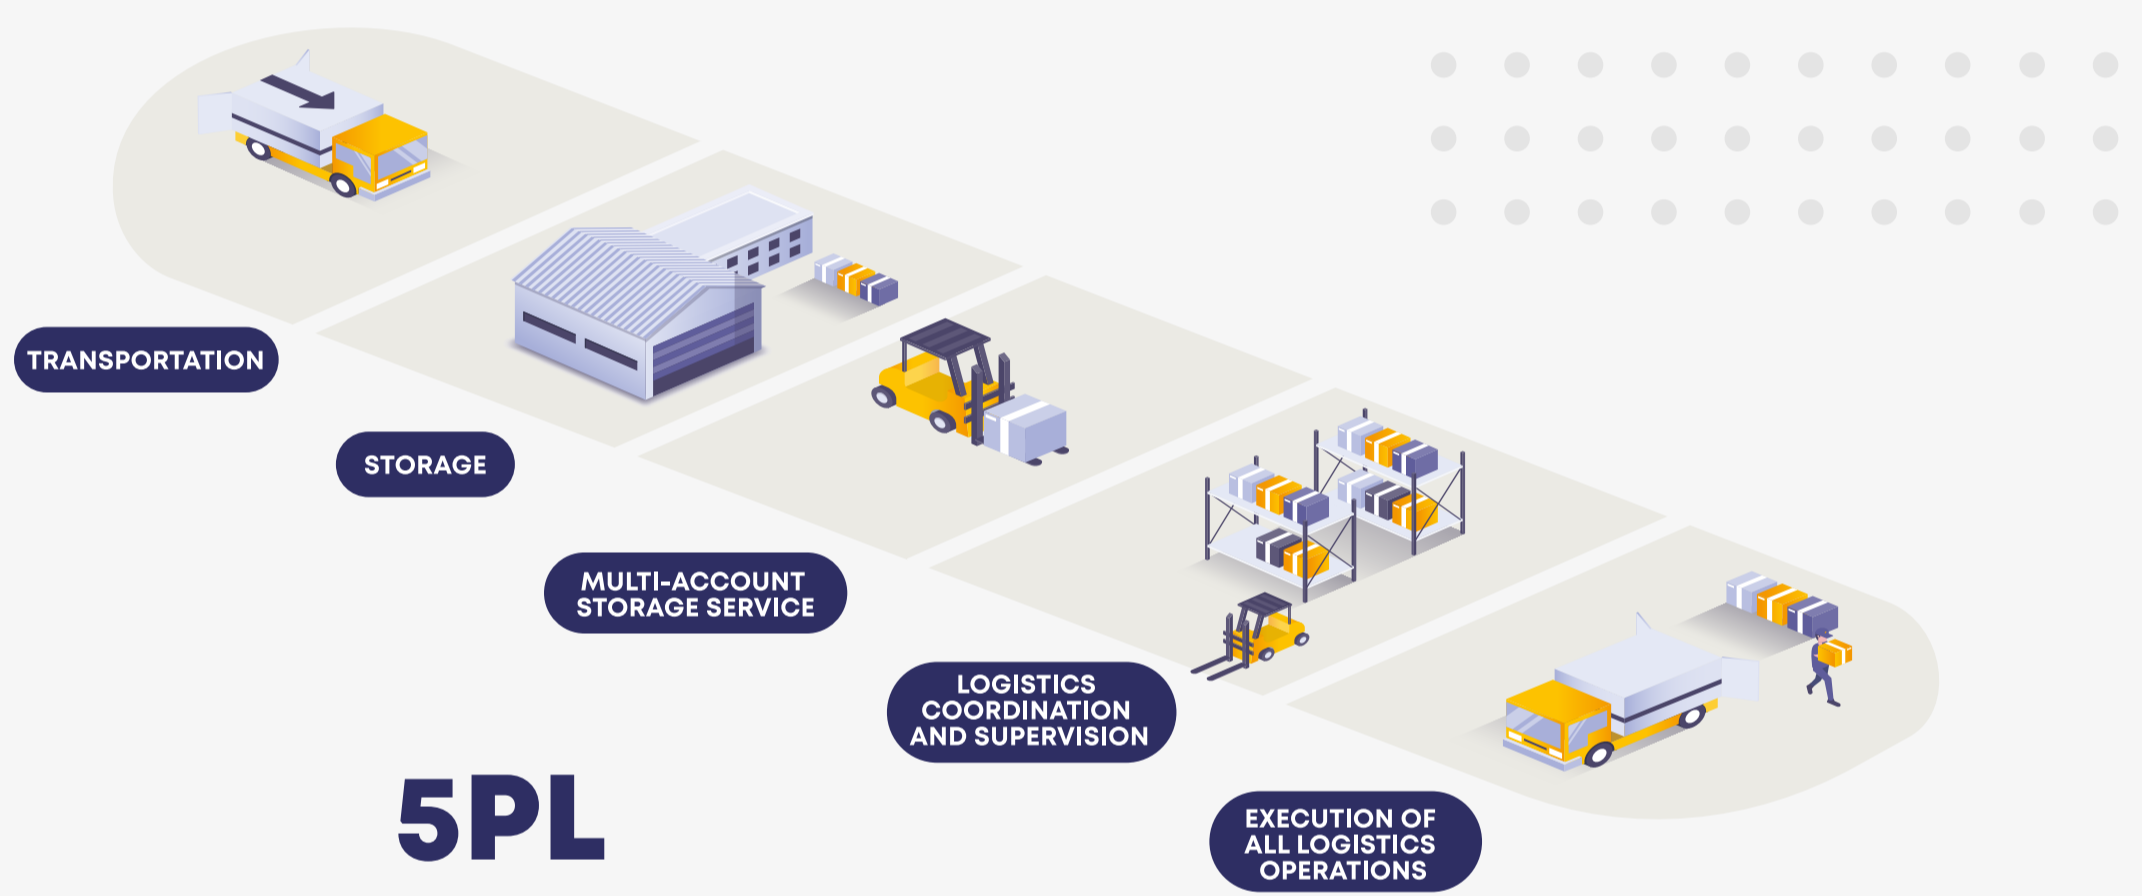 TRANSPORTATION
STORAGE
MULTI-ACCOUNT
STORAGE SERVICE
LOGISTICS
COORDINATION
AND SUPERVISION
EXECUTION OF
ALL LOGISTICS
OPERATIONS
5PL